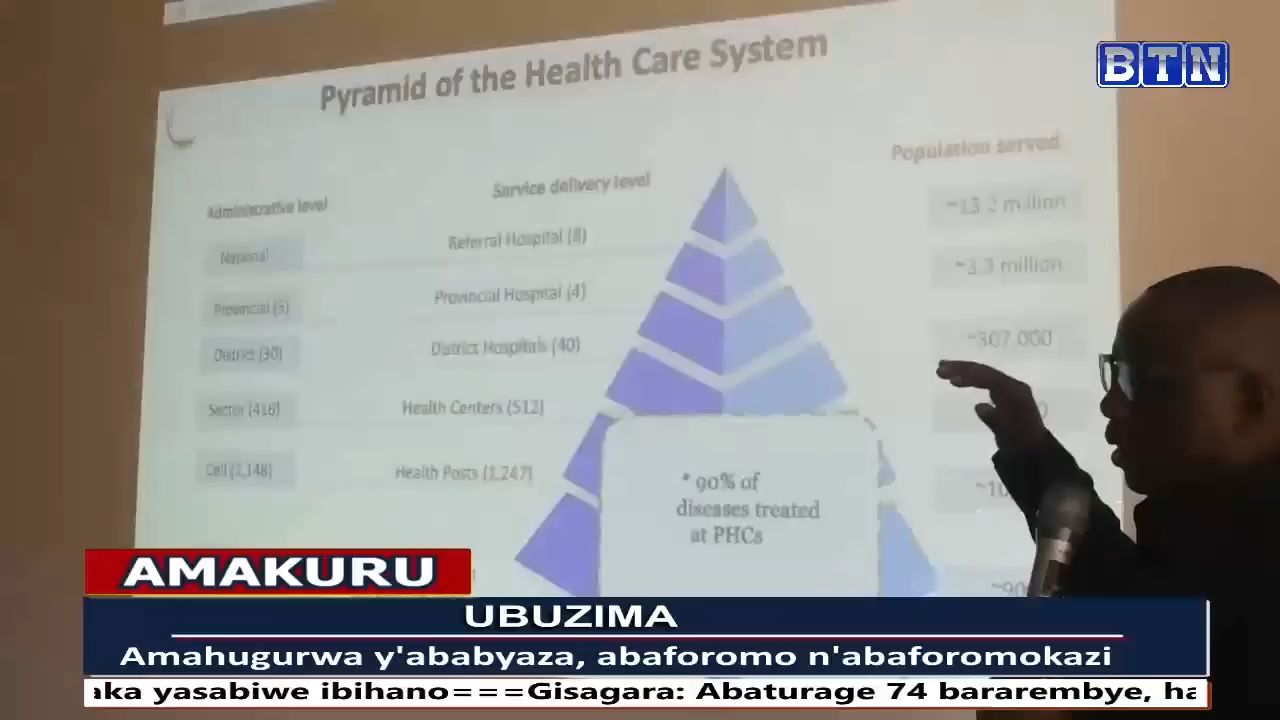 BTN
Pyramid of the Health Care System
Administrative level
Service delivery level
Population served
National
Referral Hospital (8)
~13.2 million
Provincial (5)
Provincial Hospital (4)
~3.3 million
District (30)
District Hospitals (40)
~307.000
Sector (416)
Health Centers (512)
Cell (2,148)
Health Posts (1,247)
* 90% of
diseases treated
at PHCs
AMAKURU
UBUZIMA
Amahugurwa y'ababyaza, abaforomo n'abaforomokazi
yasabiwe ibihano===Gisagara: Abaturage 74 bararembye,